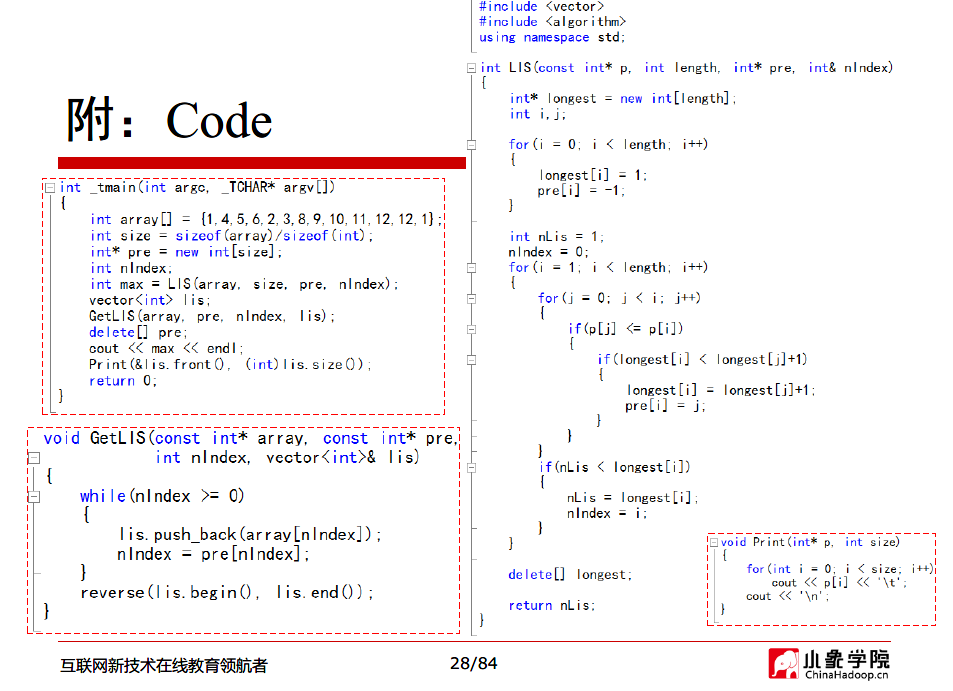 附：Code
int _tmain(int argc, _TCHAR* argv[])
{
int array[] = {1,4,5,6,2,3,8,9,10,11,12,12,1};
int size = sizeof(array)/sizeof(int);
int* pre = new int[size];
int nIndex;
int max = LIS(array, size, pre, nIndex);
vector<int> lis;
GetLIS(array, pre, nIndex, lis);
delete[] pre;
cout << max << endl;
Print(&lis.front(), (int)lis.size());
return 0;
}
void GetLIS(const int* array, const int* pre,
int nIndex, vector<int>& lis)
{
while(nIndex >= 0)
{
lis.push_back(array[nIndex]);
nIndex = pre[nIndex];
}
reverse(lis.begin(), lis.end());
}
#include <vector>
#include <algorithm>
using namespace std;
int LIS(const int* p, int length, int* pre, int& nIndex)
{
int* longest = new int[length];
int i,j;
for(i = 0; i < length; i++)
{
longest[i] = 1;
pre[i] = -1;
}
int nLis = 1;
nIndex = 0;
for(i = 1; i < length; i++)
{
for(j = 0; j < i; j++)
{
if(p[j] <= p[i])
{
if(longest[i] < longest[j]+1)
{
longest[i] = longest[j]+1;
pre[i] = j;
}
}
}
if(nLis < longest[i])
{
nLis = longest[i];
nIndex = i;
}
}
delete[] longest;
return nLis;
}
void Print(int* p, int size)
{
for(int i = 0; i < size; i++)
cout << p[i] << '\t';
cout << '\n';
}
互联网新技术在线教育领航者
28/84
小象学院
ChinaHadoop.cn